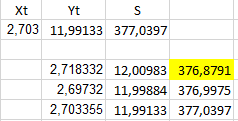 Xt Yt S
2,703 11,99133 377,0397
2,718332 12,00983 376,8791
2,69732 11,99884 376,9975
2,703355 11,99133 377,0397